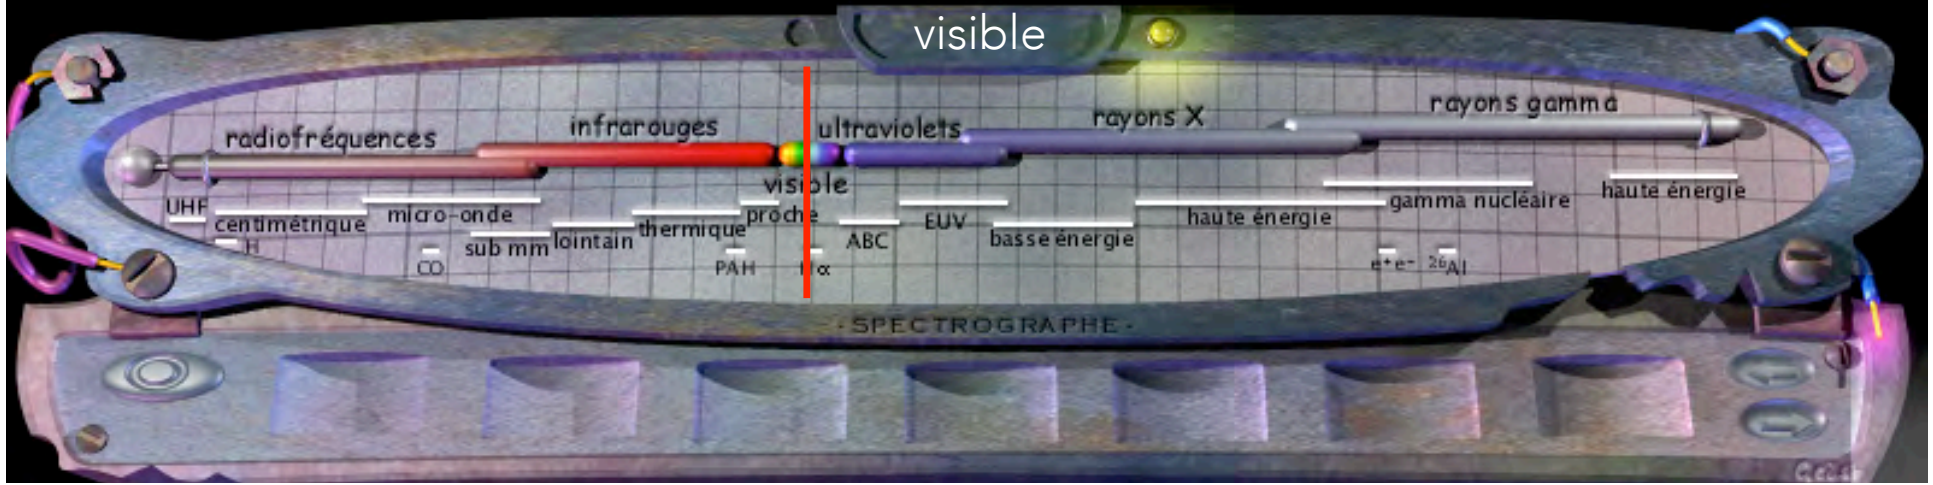 visible
radiofréquences
infrarouges
ultraviolets
rayons X
rayons gamma
visible
UHF
centimétrique
micro-onde
sub mm
lointain
thermique
proche
ABC
EUV
basse énergie
haute énergie
gamma nucléaire
haute énergie
H
CO
PAH
Hα
e⁺e⁻
²⁶Al
· SPECTROGRAPHE ·